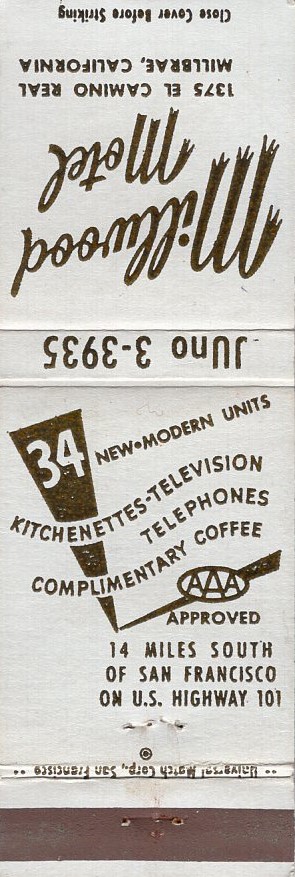 Close Cover Before Striking
Millwood
Motel
1375 EL CAMINO REAL
MILLBRAE, CALIFORNIA
JUno 3-3935
34
NEW•MODERN UNITS
KITCHENETTES-TELEVISION
TELEPHONES
COMPLIMENTARY COFFEE
AAA
APPROVED
14 MILES SOUTH
OF SAN FRANCISCO
ON U.S. HIGHWAY 101
©
•• Universal Match Corp., San Francisco ••